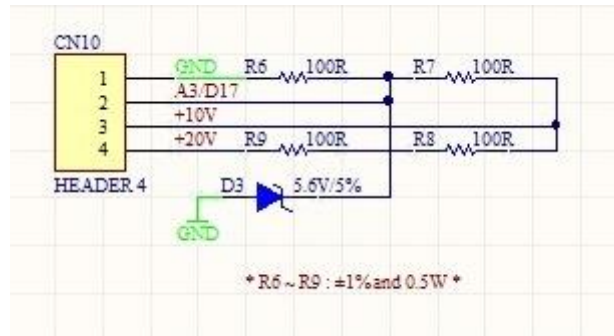 CN10
1 GND R6 100R R7 100R
2 A3/D17
3 +10V
4 +20V R9 100R R8 100R
HEADER 4 D3 5.6V/5%
GND
* R6 ~ R9 : ±1% and 0.5W *